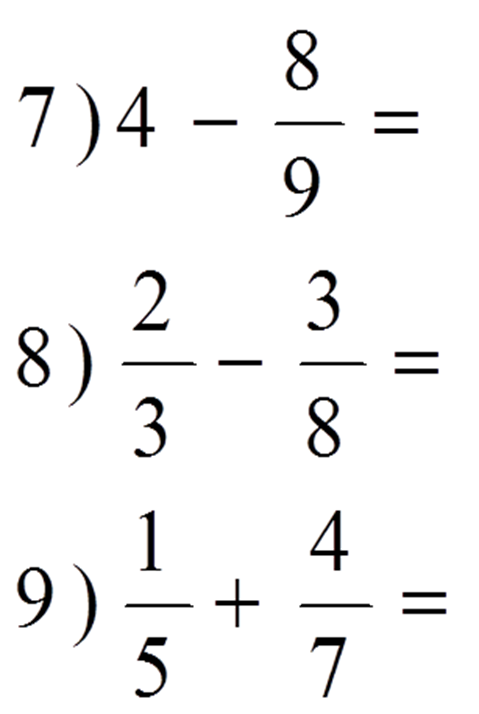 7) 4 − 8/9 =
8) 2/3 − 3/8 =
9) 1/5 + 4/7 =